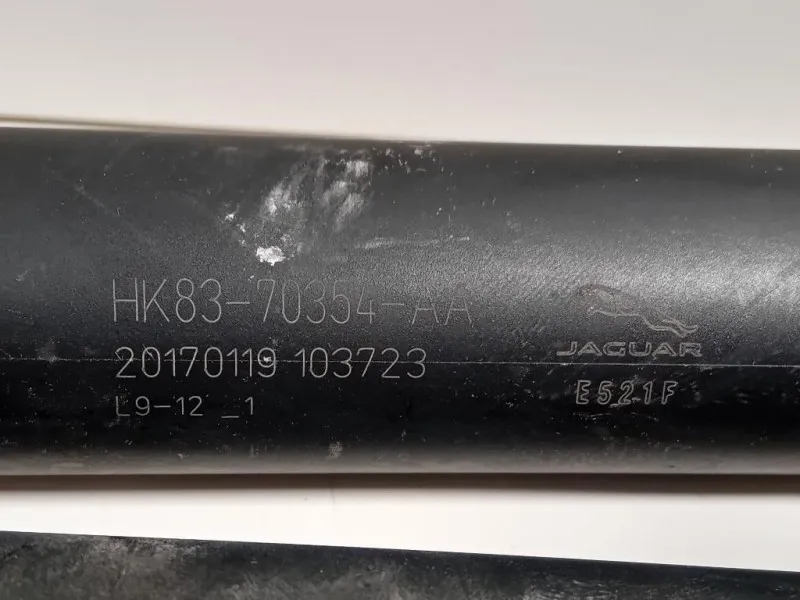 HK83-70354-AA
20170119 103723
L9-12 _1
JAGUAR
E521F